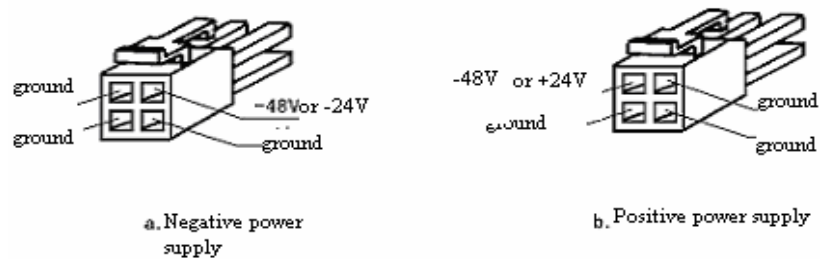 ground
-48V or -24V
ground
ground
a. Negative power
supply
-48V or +24V
ground
ground
ground
b. Positive power supply